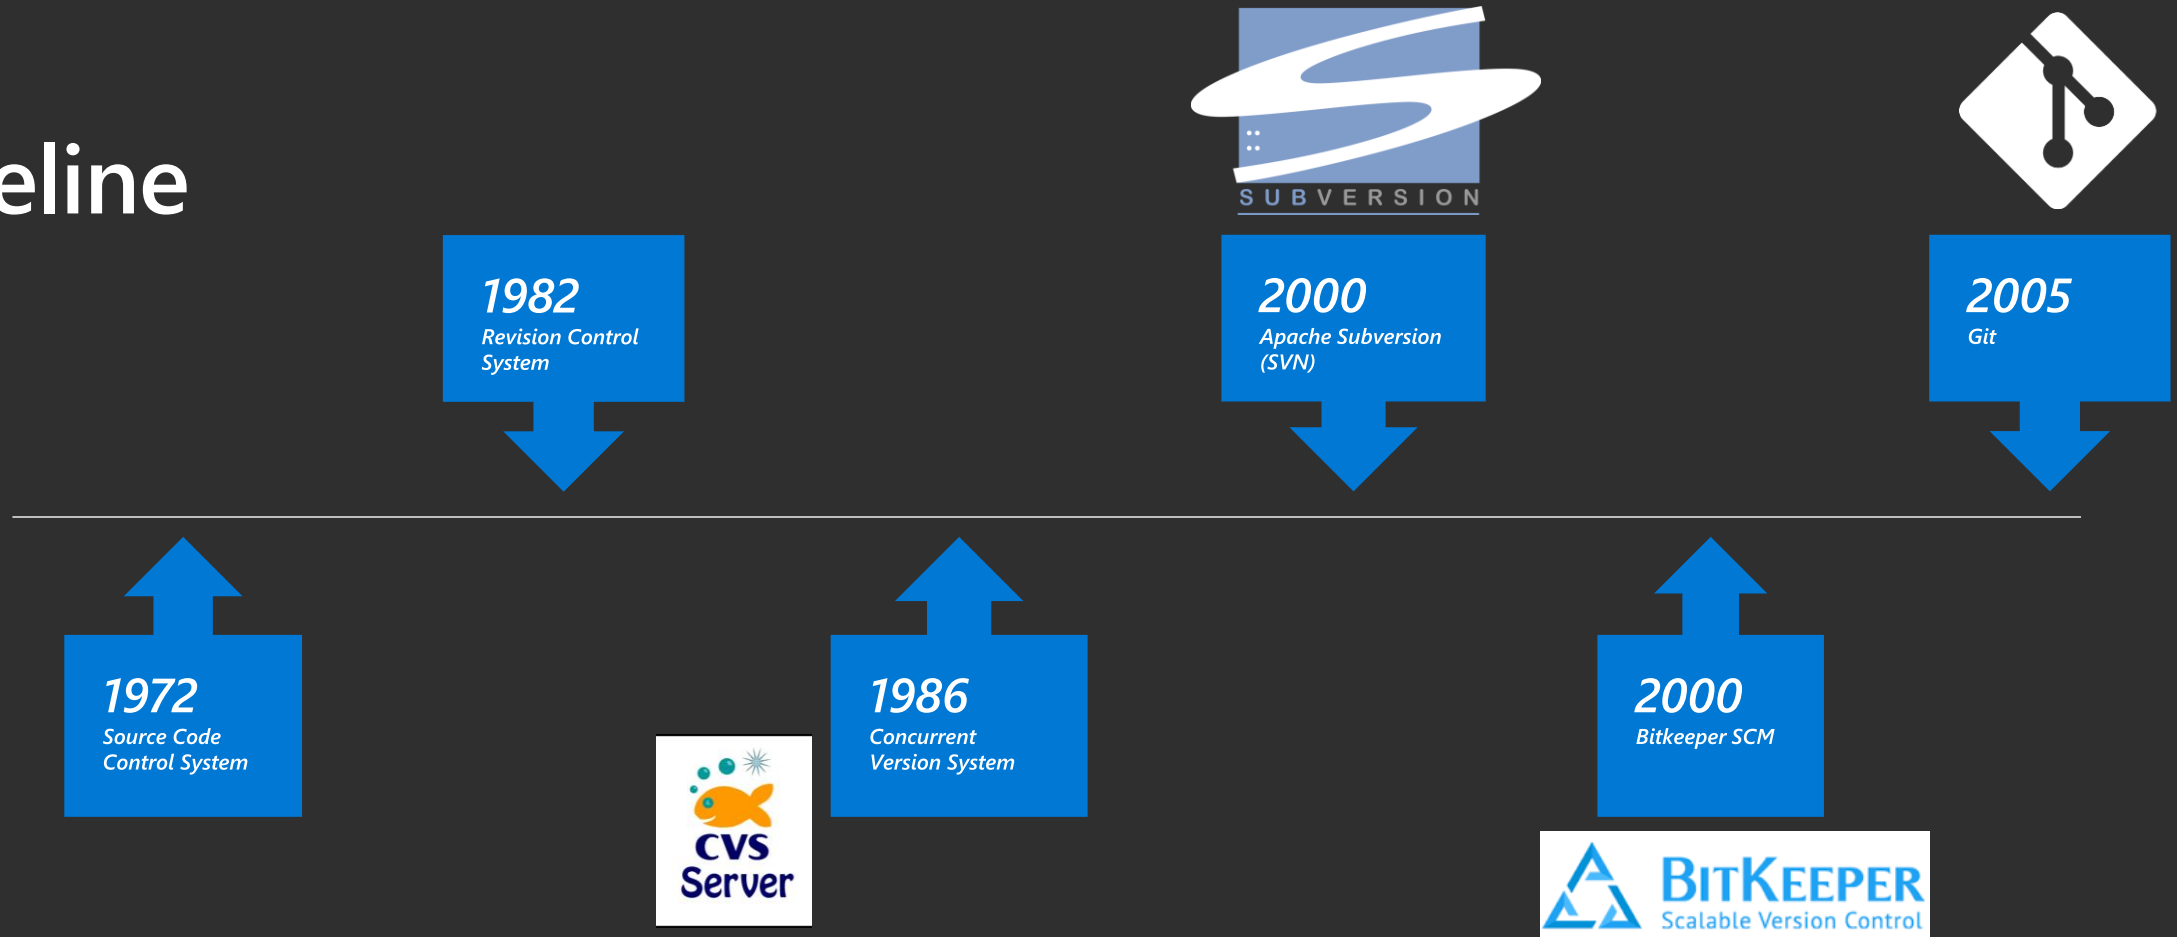 eline
SUBVERSION
1982
Revision Control
System
2000
Apache Subversion
(SVN)
2005
Git
1972
Source Code
Control System
CVS
Server
1986
Concurrent
Version System
2000
Bitkeeper SCM
BITKEEPER
Scalable Version Control